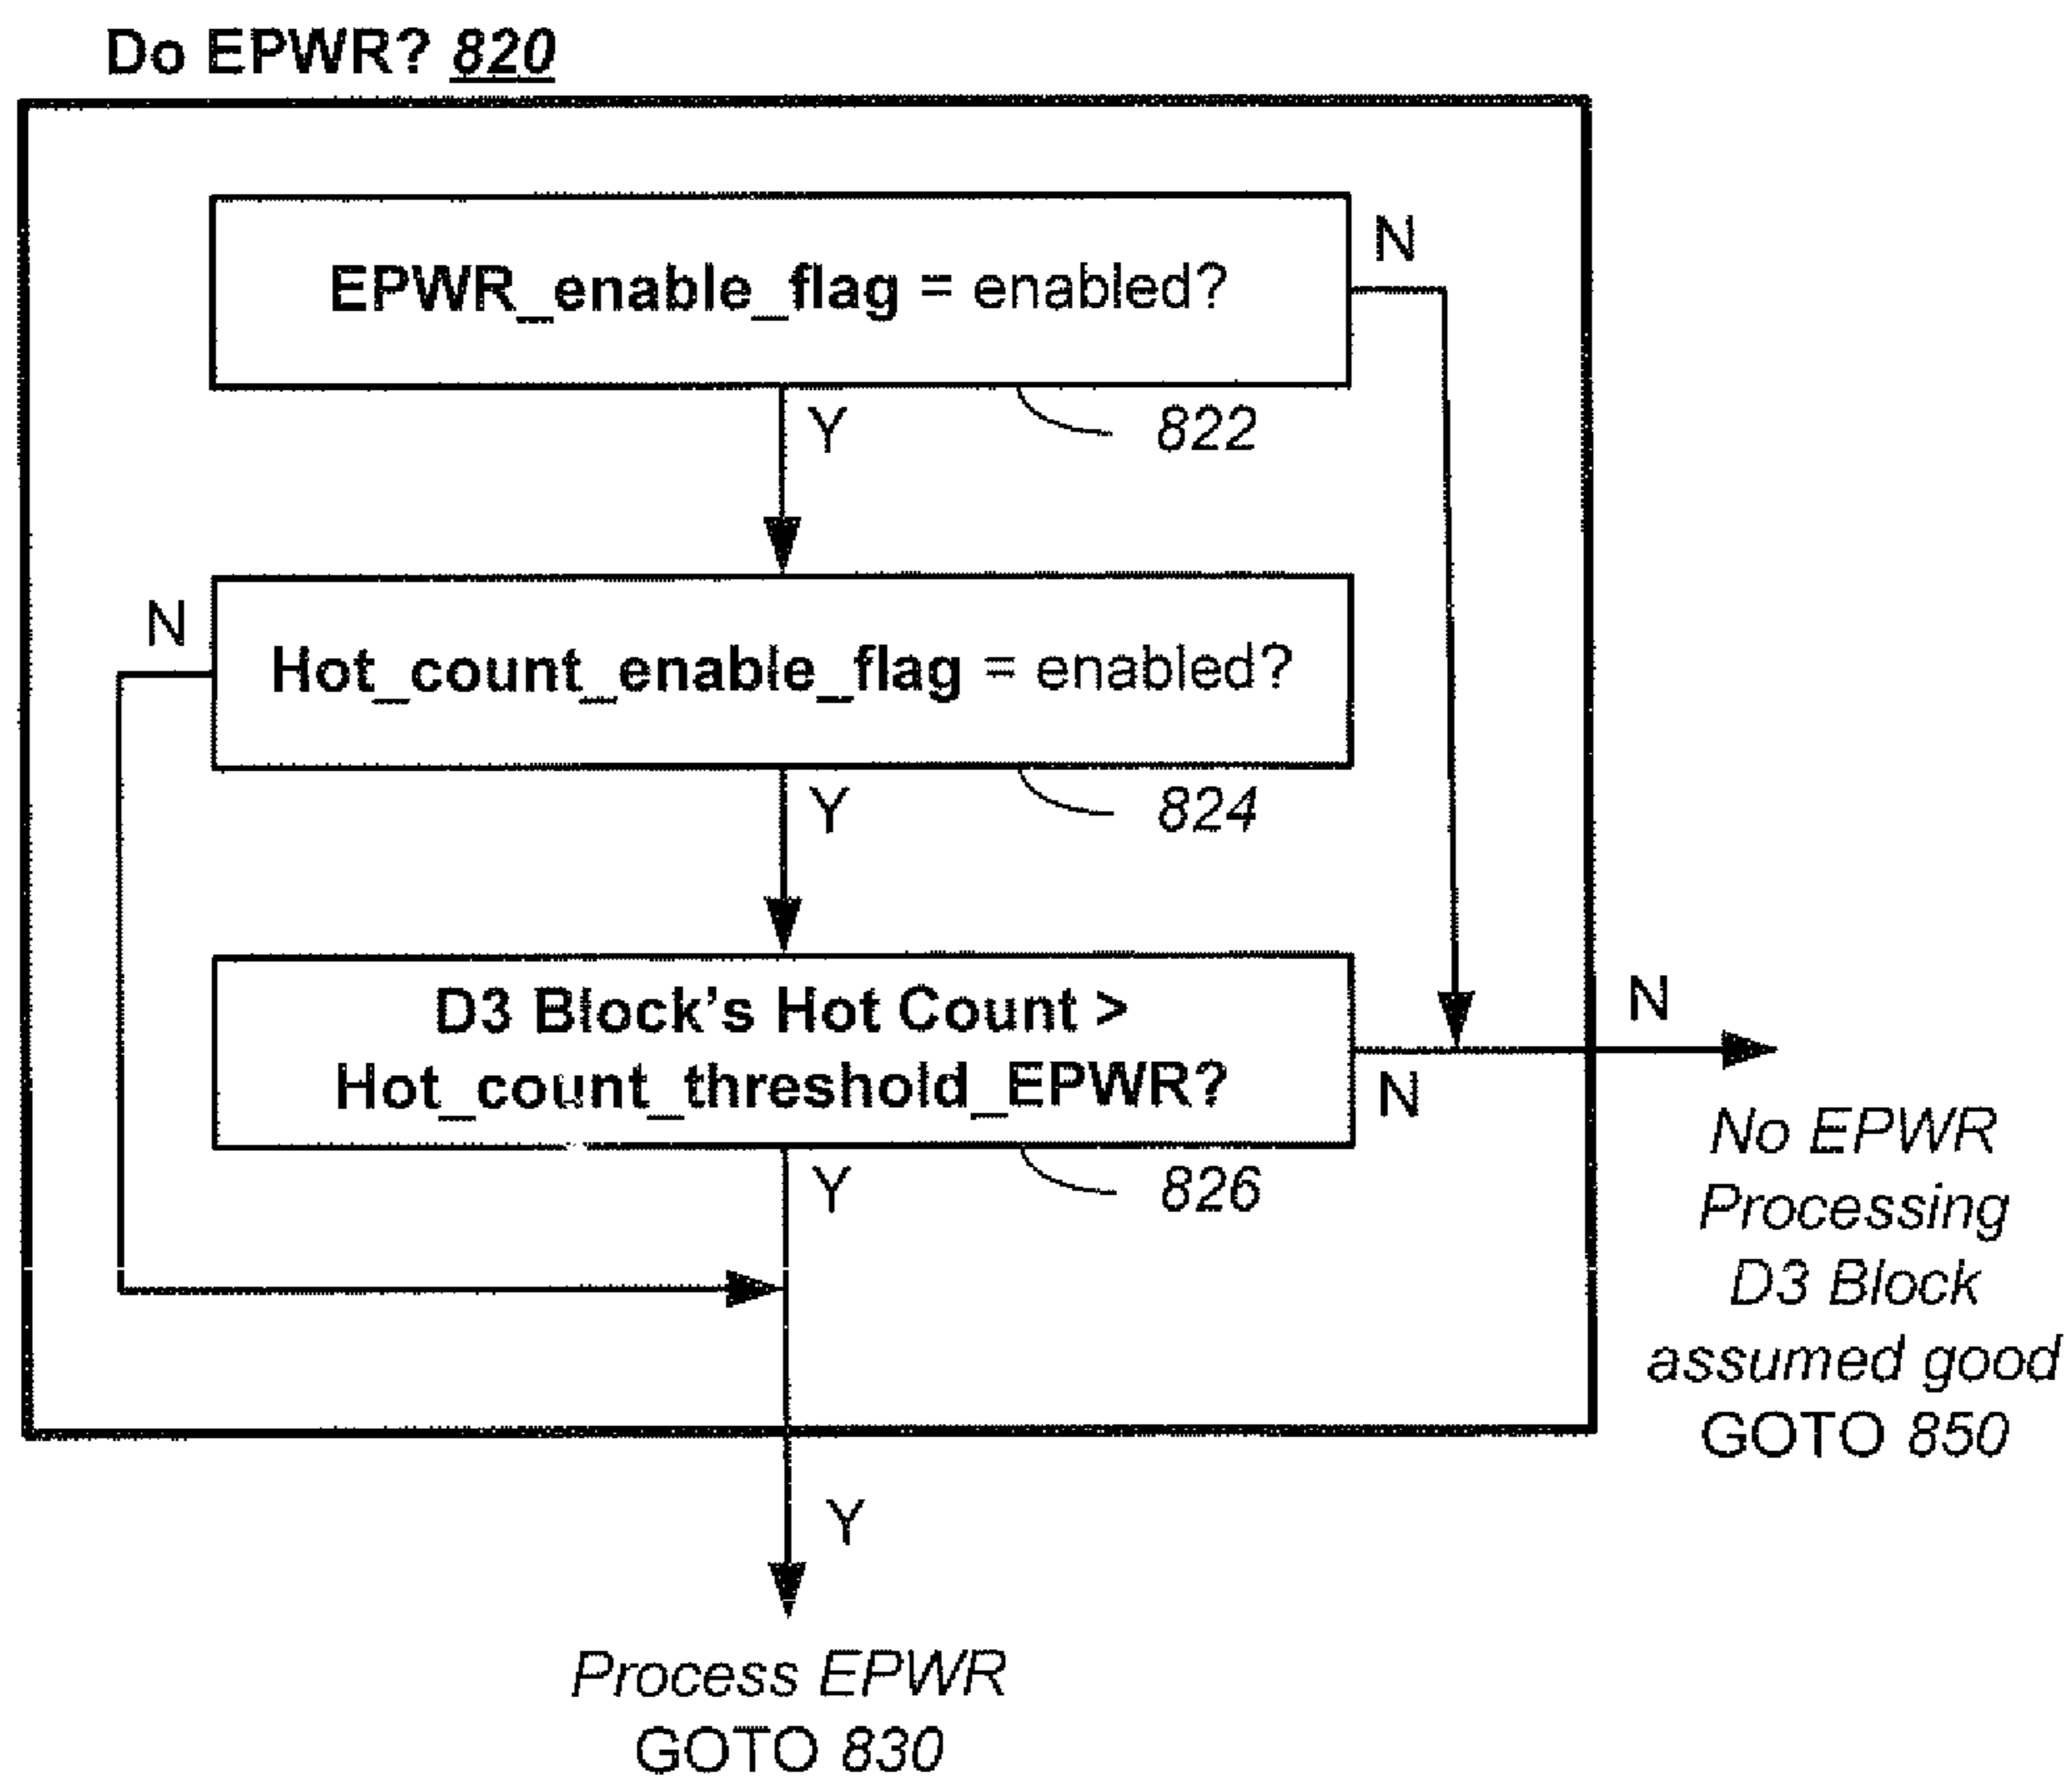 Do EPWR? 820
EPWR_enable_flag = enabled?
N
Y
822
N
Hot_count_enable_flag = enabled?
Y
824
D3 Block's Hot Count >
Hot_count_threshold_EPWR?
N
N
Y
826
No EPWR
Processing
D3 Block
assumed good
GOTO 850
Y
Process EPWR
GOTO 830